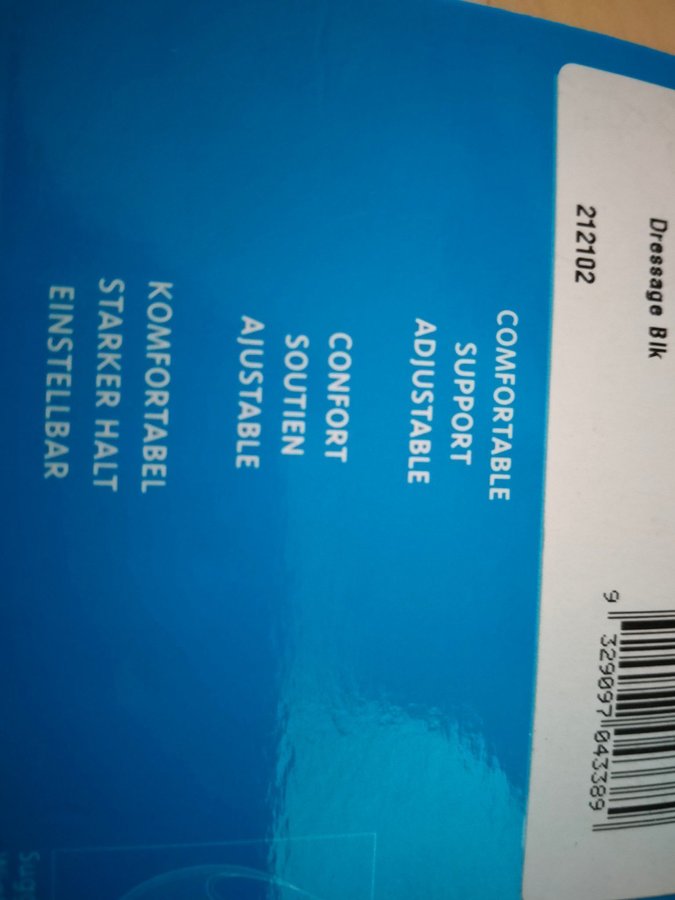 Dressage Blk
212102
9 329097 043389
COMFORTABLE
SUPPORT
ADJUSTABLE
CONFORT
SOUTIEN
AJUSTABLE
KOMFORTABEL
STARKER HALT
EINSTELLBAR